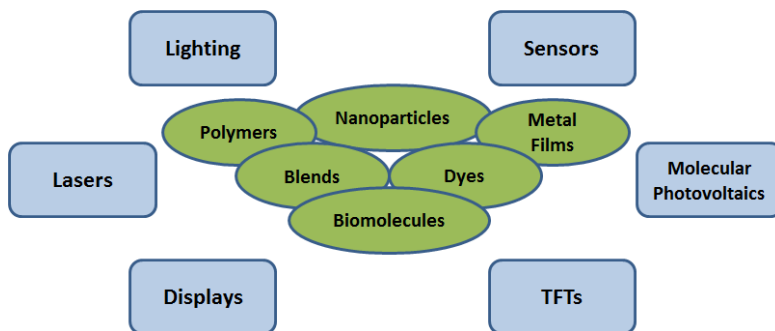 Lighting
Sensors
Nanoparticles
Polymers
Metal
Films
Lasers
Blends
Dyes
Molecular
Photovoltaics
Biomolecules
Displays
TFTs